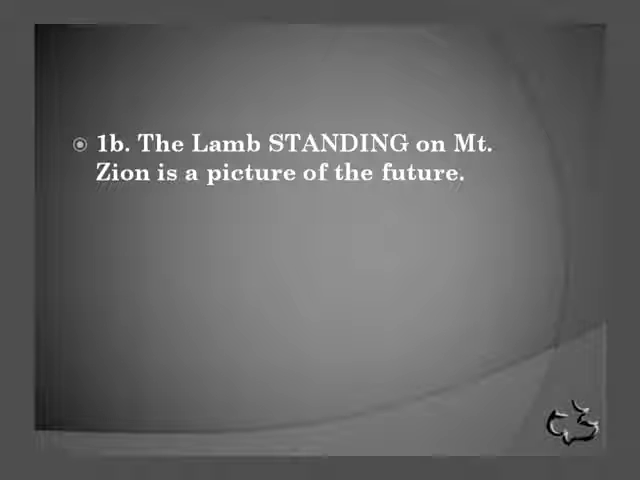 1b. The Lamb STANDING on Mt.
Zion is a picture of the future.